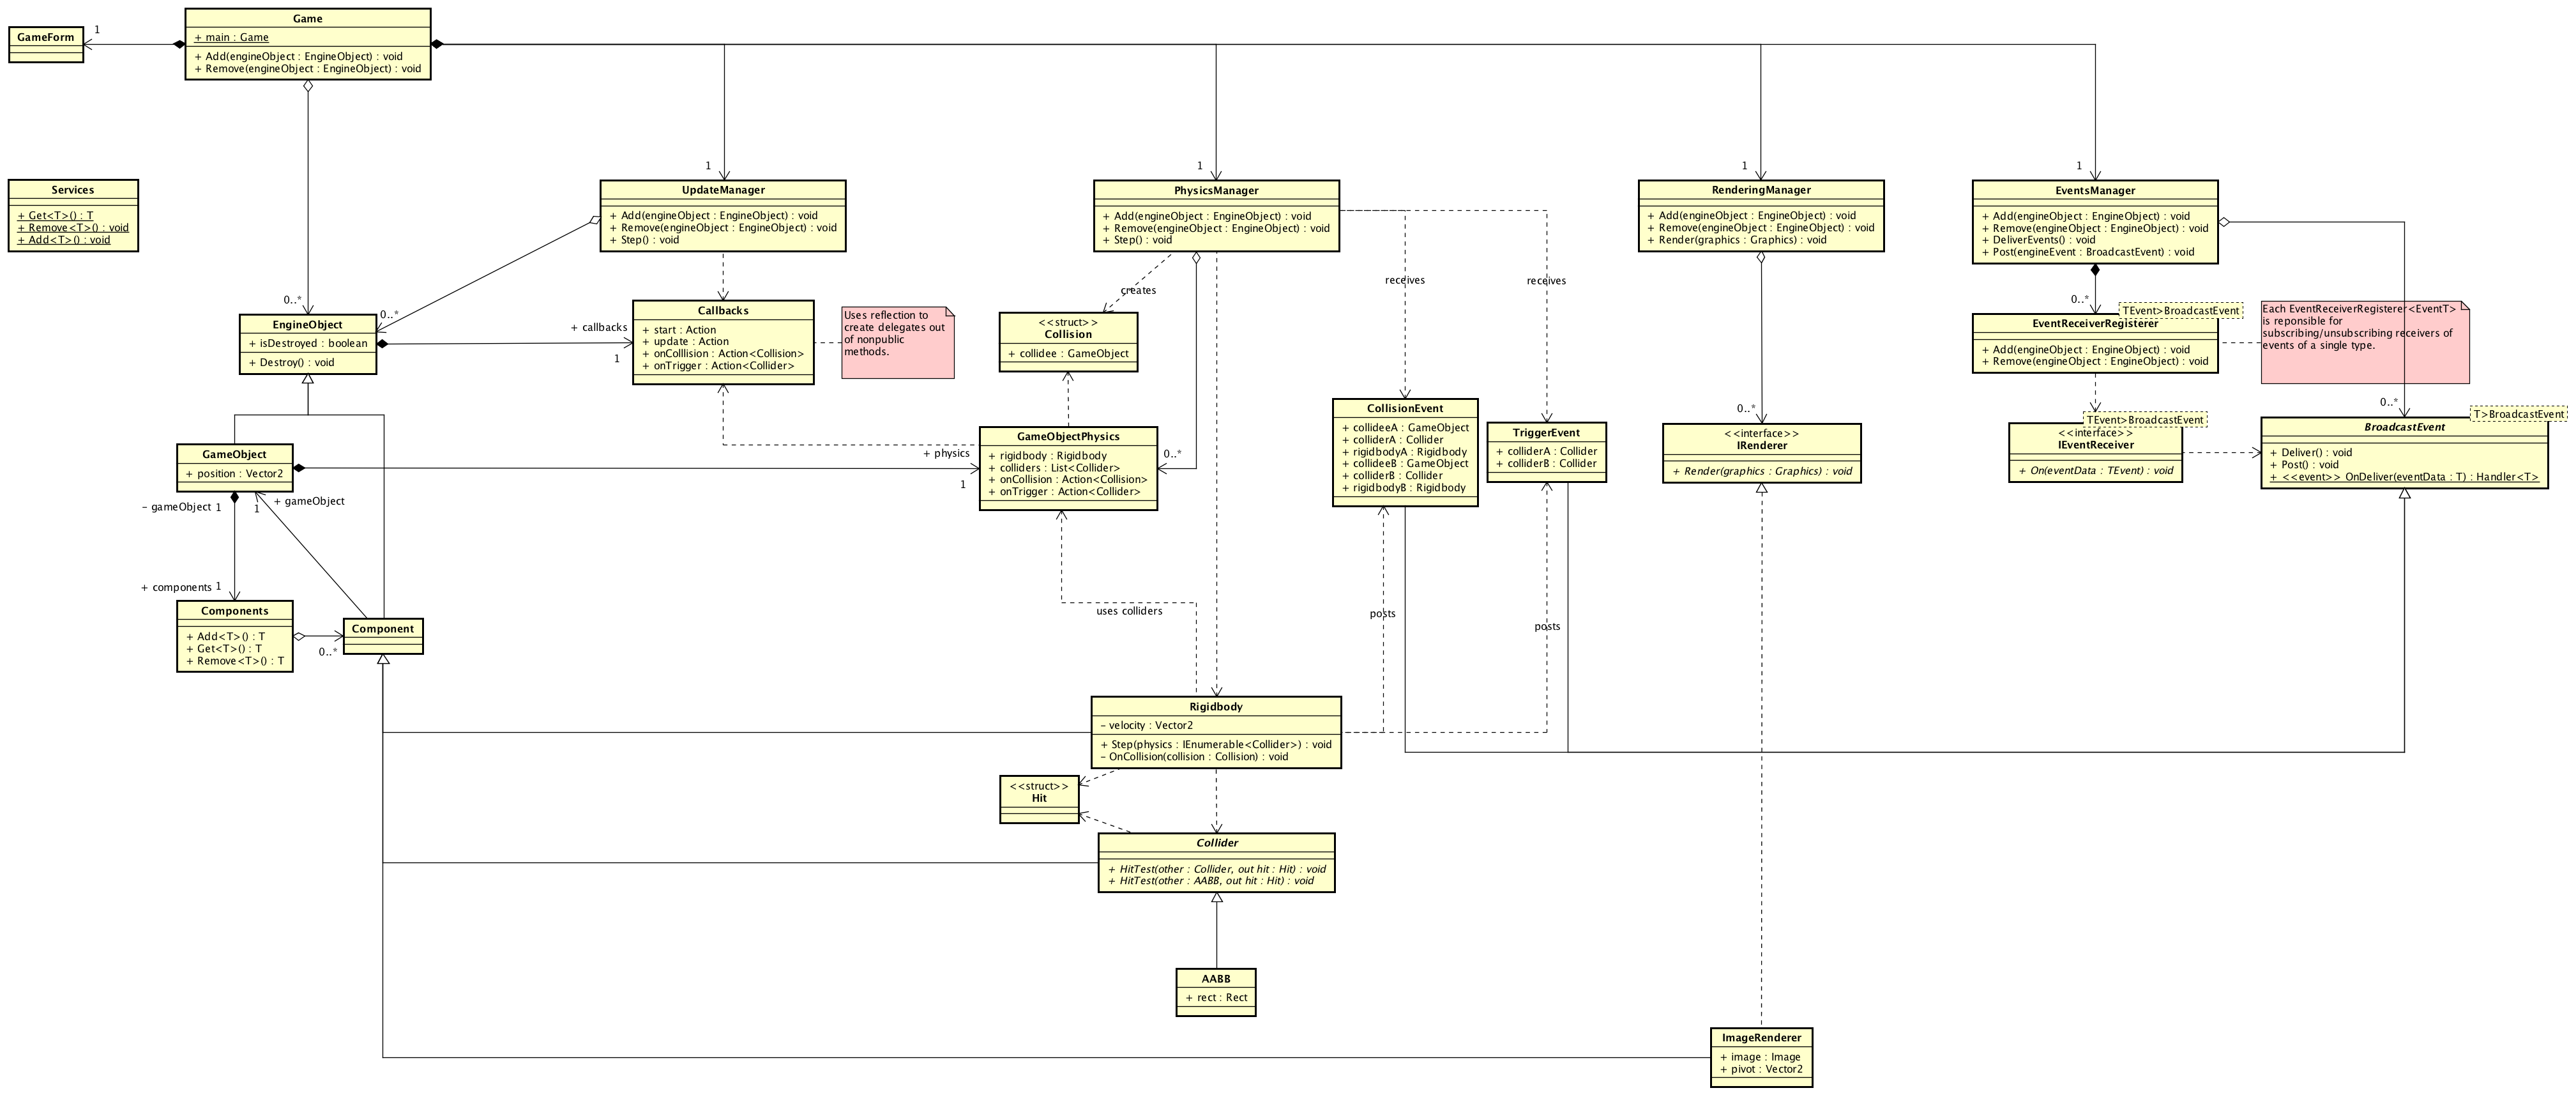 Game
+ main : Game
+ Add(engineObject : EngineObject) : void
+ Remove(engineObject : EngineObject) : void
GameForm
1
Services
+ Get<T>() : T
+ Remove<T>() : void
+ Add<T>() : void
1
UpdateManager
+ Add(engineObject : EngineObject) : void
+ Remove(engineObject : EngineObject) : void
+ Step() : void
1
PhysicsManager
+ Add(engineObject : EngineObject) : void
+ Remove(engineObject : EngineObject) : void
+ Step() : void
1
RenderingManager
+ Add(engineObject : EngineObject) : void
+ Remove(engineObject : EngineObject) : void
+ Render(graphics : Graphics) : void
1
EventsManager
+ Add(engineObject : EngineObject) : void
+ Remove(engineObject : EngineObject) : void
+ DeliverEvents() : void
+ Post(engineEvent : BroadcastEvent) : void
0..*
0..*
EngineObject
+ isDestroyed : boolean
+ Destroy() : void
+ callbacks
1
Callbacks
+ start : Action
+ update : Action
+ onColllision : Action<Collision>
+ onTrigger : Action<Collider>
Uses reflection to
create delegates out
of nonpublic
methods.
creates
<<struct>>
Collision
+ collidee : GameObject
receives
receives
0..*
TEvent>BroadcastEvent
EventReceiverRegisterer
+ Add(engineObject : EngineObject) : void
+ Remove(engineObject : EngineObject) : void
Each EventReceiverRegisterer<EventT>
is reponsible for
subscribing/unsubscribing receivers of
events of a single type.
GameObject
+ position : Vector2
+ physics
1
GameObjectPhysics
+ rigidbody : Rigidbody
+ colliders : List<Collider>
+ onCollision : Action<Collision>
+ onTrigger : Action<Collider>
0..*
CollisionEvent
+ collideeA : GameObject
+ colliderA : Collider
+ rigidbodyA : Rigidbody
+ collideeB : GameObject
+ colliderB : Collider
+ rigidbodyB : Rigidbody
TriggerEvent
+ colliderA : Collider
+ colliderB : Collider
0..*
<<interface>>
IRenderer
+ Render(graphics : Graphics) : void
TEvent>BroadcastEvent
<<interface>>
IEventReceiver
+ On(eventData : TEvent) : void
0..*
T>BroadcastEvent
BroadcastEvent
+ Deliver() : void
+ Post() : void
+ <<event>> OnDeliver(eventData : T) : Handler<T>
- gameObject 1
1
+ gameObject
+ components 1
Components
+ Add<T>() : T
+ Get<T>() : T
+ Remove<T>() : T
0..*
Component
uses colliders
posts
posts
Rigidbody
- velocity : Vector2
+ Step(physics : IEnumerable<Collider>) : void
- OnCollision(collision : Collision) : void
<<struct>>
Hit
Collider
+ HitTest(other : Collider, out hit : Hit) : void
+ HitTest(other : AABB, out hit : Hit) : void
AABB
+ rect : Rect
ImageRenderer
+ image : Image
+ pivot : Vector2